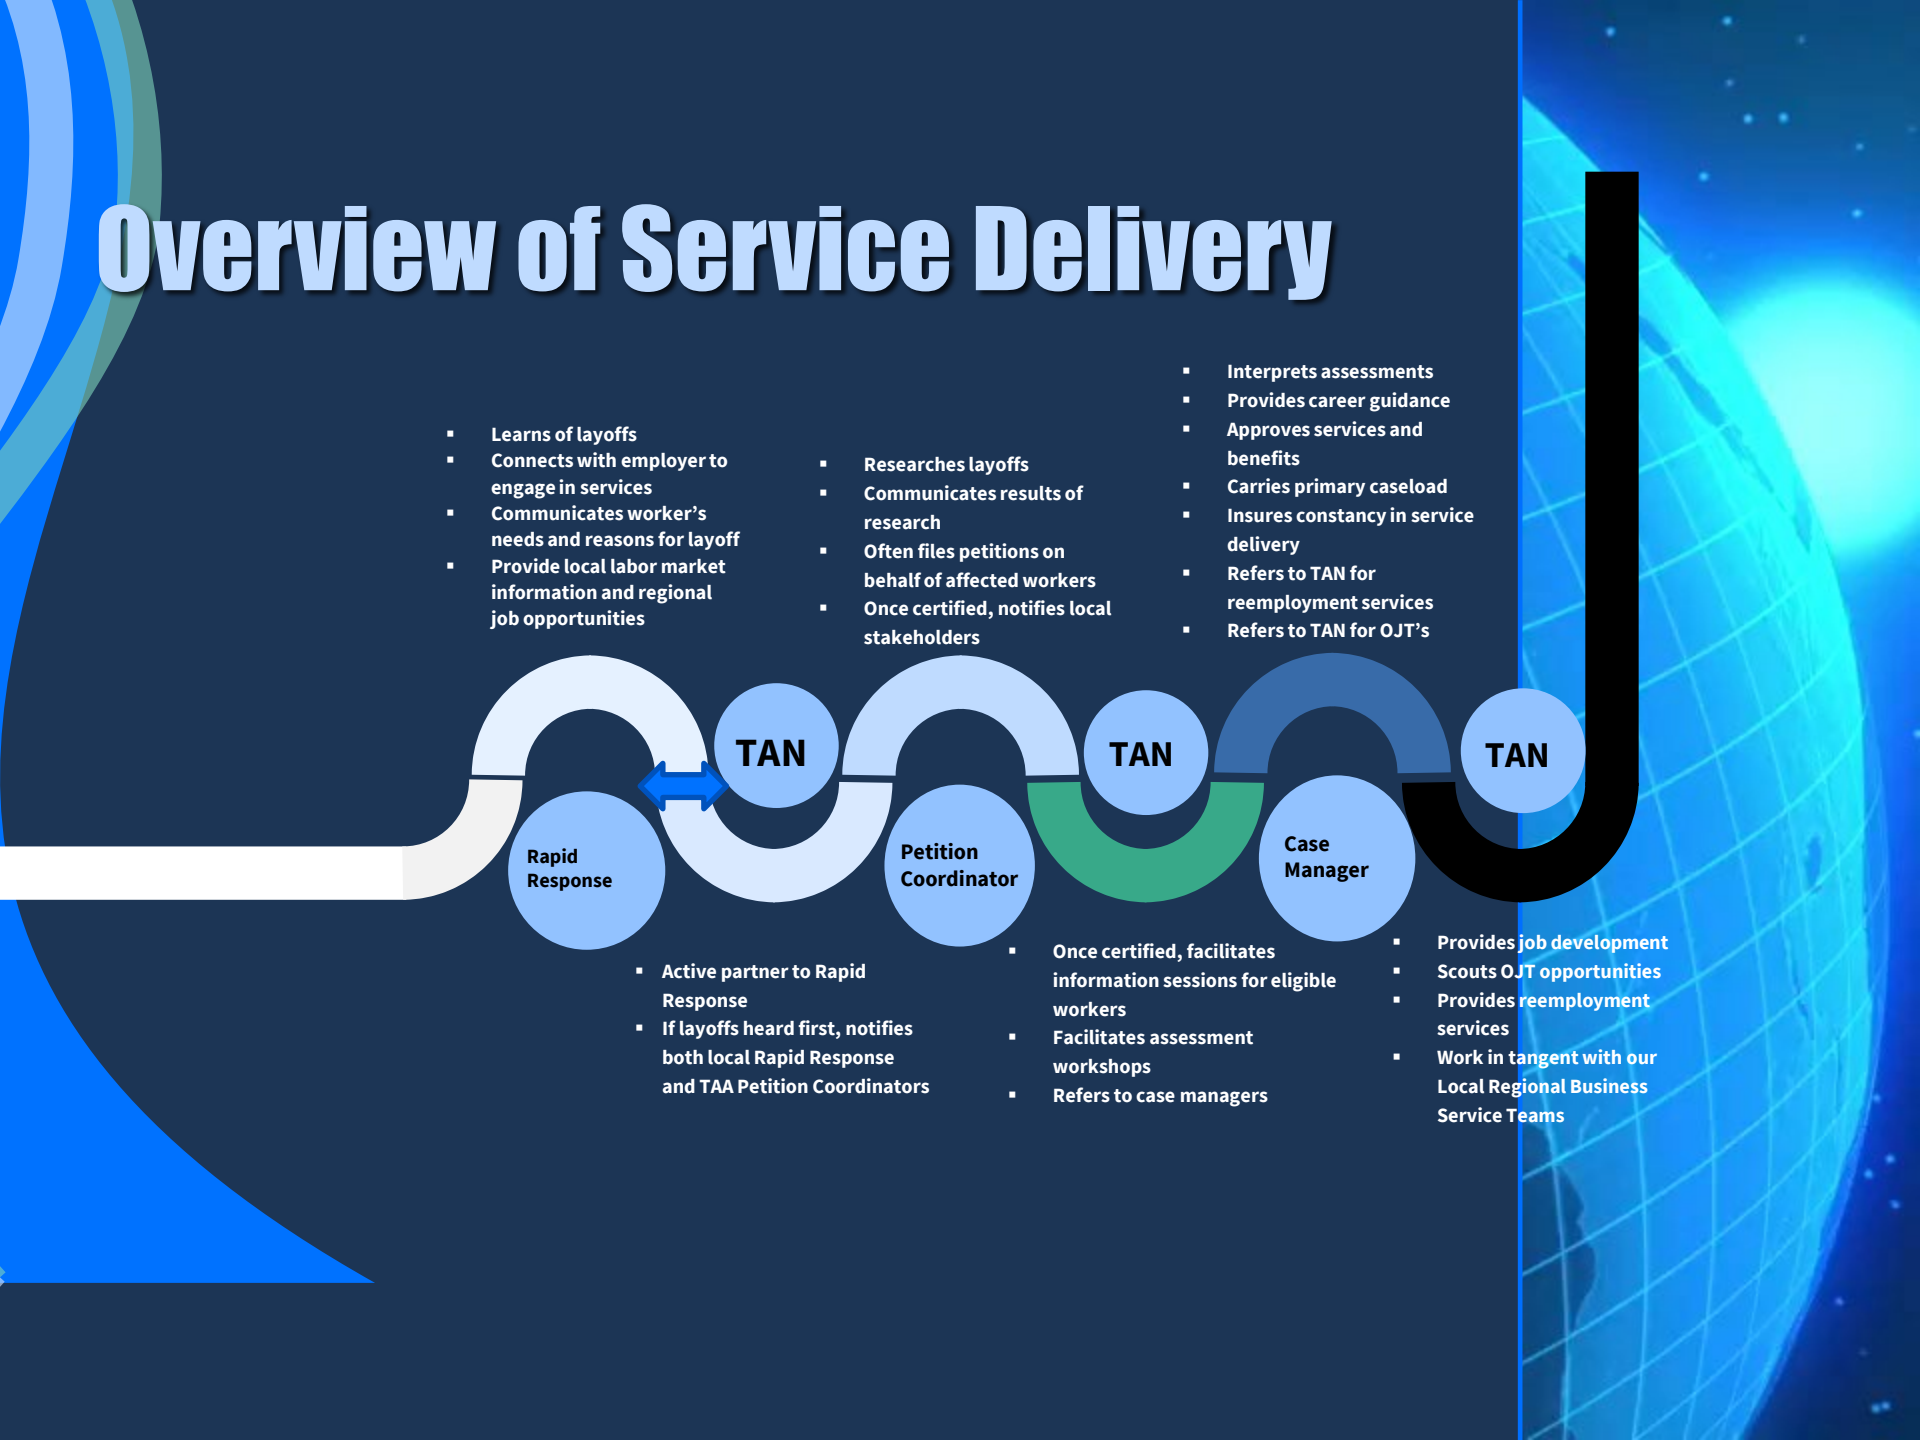 Overview of Service Delivery
Learns of layoffs
Connects with employer to
engage in services
Communicates worker’s
needs and reasons for layoff
Provide local labor market
information and regional
job opportunities
Researches layoffs
Communicates results of
research
Often files petitions on
behalf of affected workers
Once certified, notifies local
stakeholders
Interprets assessments
Provides career guidance
Approves services and
benefits
Carries primary caseload
Insures constancy in service
delivery
Refers to TAN for
reemployment services
Refers to TAN for OJT’s
Rapid
Response
TAN
Petition
Coordinator
TAN
Case
Manager
TAN
Active partner to Rapid
Response
If layoffs heard first, notifies
both local Rapid Response
and TAA Petition Coordinators
Once certified, facilitates
information sessions for eligible
workers
Facilitates assessment
workshops
Refers to case managers
Provides job development
Scouts OJT opportunities
Provides reemployment
services
Work in tangent with our
Local Regional Business
Service Teams